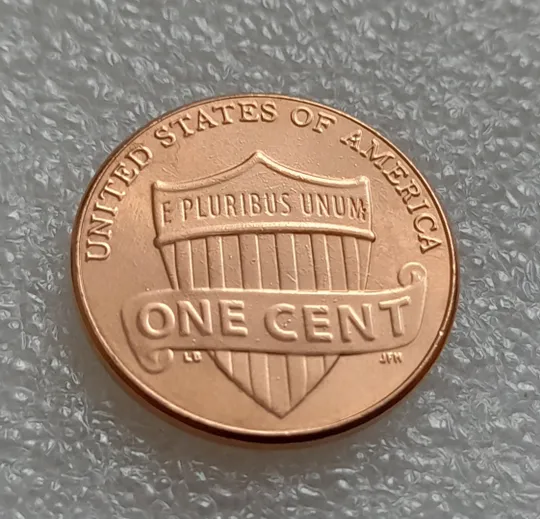 UNITED STATES OF AMERICA
E PLURIBUS UNUM
ONE CENT
LB
JFM